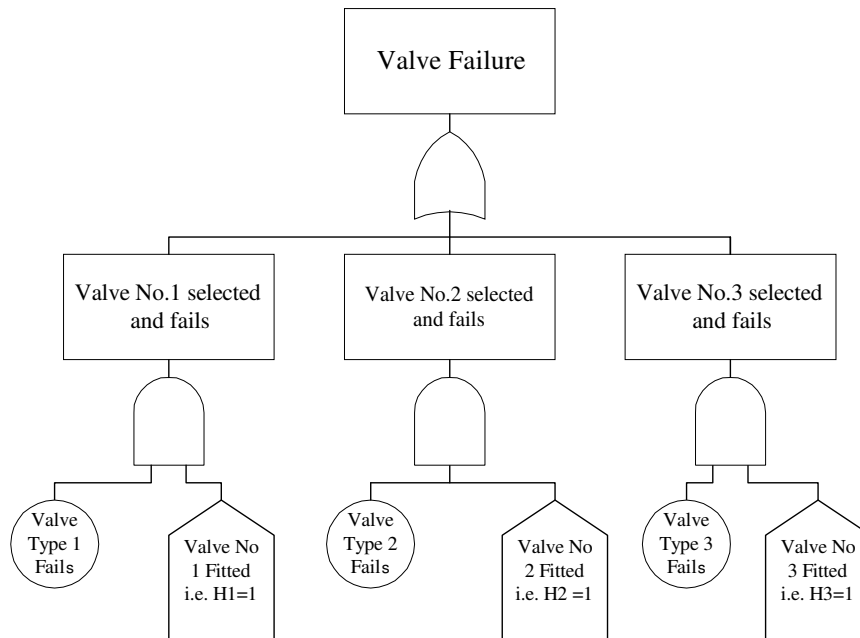 Valve Failure
Valve No.1 selected
and fails
Valve No.2 selected
and fails
Valve No.3 selected
and fails
Valve
Type 1
Fails
Valve No
1 Fitted
i.e. H1=1
Valve
Type 2
Fails
Valve No
2 Fitted
i.e. H2 =1
Valve
Type 3
Fails
Valve No
3 Fitted
i.e. H3=1